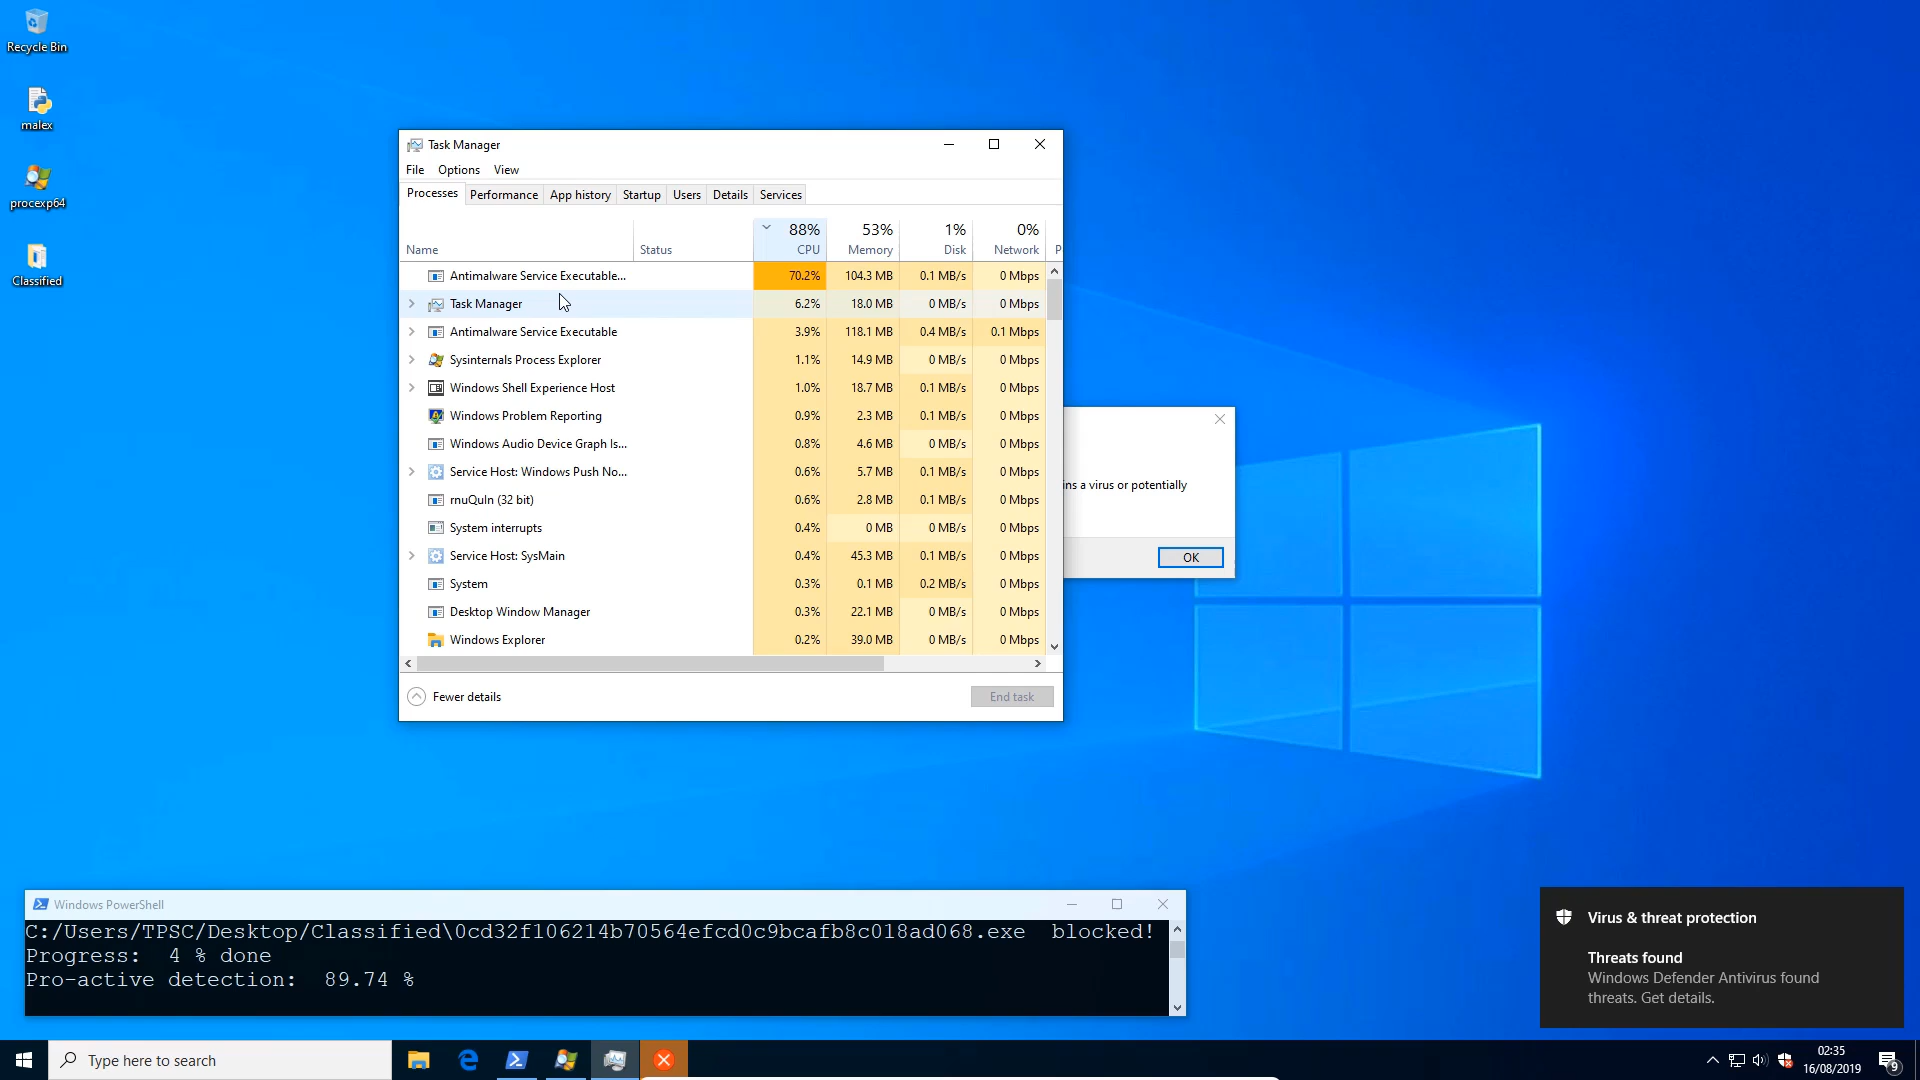 Recycle Bin
malex
procexp64
Classified
Task Manager
File Options View
Processes Performance App history Startup Users Details Services
88% 53% 1% 0%
Name Status CPU Memory Disk Network P
Antimalware Service Executable... 70.2% 104.3 MB 0.1 MB/s 0 Mbps
Task Manager 6.2% 18.0 MB 0 MB/s 0 Mbps
Antimalware Service Executable 3.9% 118.1 MB 0.4 MB/s 0.1 Mbps
Sysinternals Process Explorer 1.1% 14.9 MB 0 MB/s 0 Mbps
Windows Shell Experience Host 1.0% 18.7 MB 0.1 MB/s 0 Mbps
Windows Problem Reporting 0.9% 2.3 MB 0.1 MB/s 0 Mbps
Windows Audio Device Graph Is... 0.8% 4.6 MB 0 MB/s 0 Mbps
Service Host: Windows Push No... 0.6% 5.7 MB 0.1 MB/s 0 Mbps
rnuQuIn (32 bit) 0.6% 2.8 MB 0.1 MB/s 0 Mbps
System interrupts 0.4% 0 MB 0 MB/s 0 Mbps
Service Host: SysMain 0.4% 45.3 MB 0.1 MB/s 0 Mbps
System 0.3% 0.1 MB 0.2 MB/s 0 Mbps
Desktop Window Manager 0.3% 22.1 MB 0 MB/s 0 Mbps
Windows Explorer 0.2% 39.0 MB 0 MB/s 0 Mbps
Fewer details End task
ins a virus or potentially
OK
Windows PowerShell
C:/Users/TPSC/Desktop/Classified\0cd32f106214b70564efcd0c9bcafb8c018ad068.exe blocked!
Progress: 4 % done
Pro-active detection: 89.74 %
Virus & threat protection
Threats found
Windows Defender Antivirus found
threats. Get details.
Type here to search
02:35
16/08/2019
9